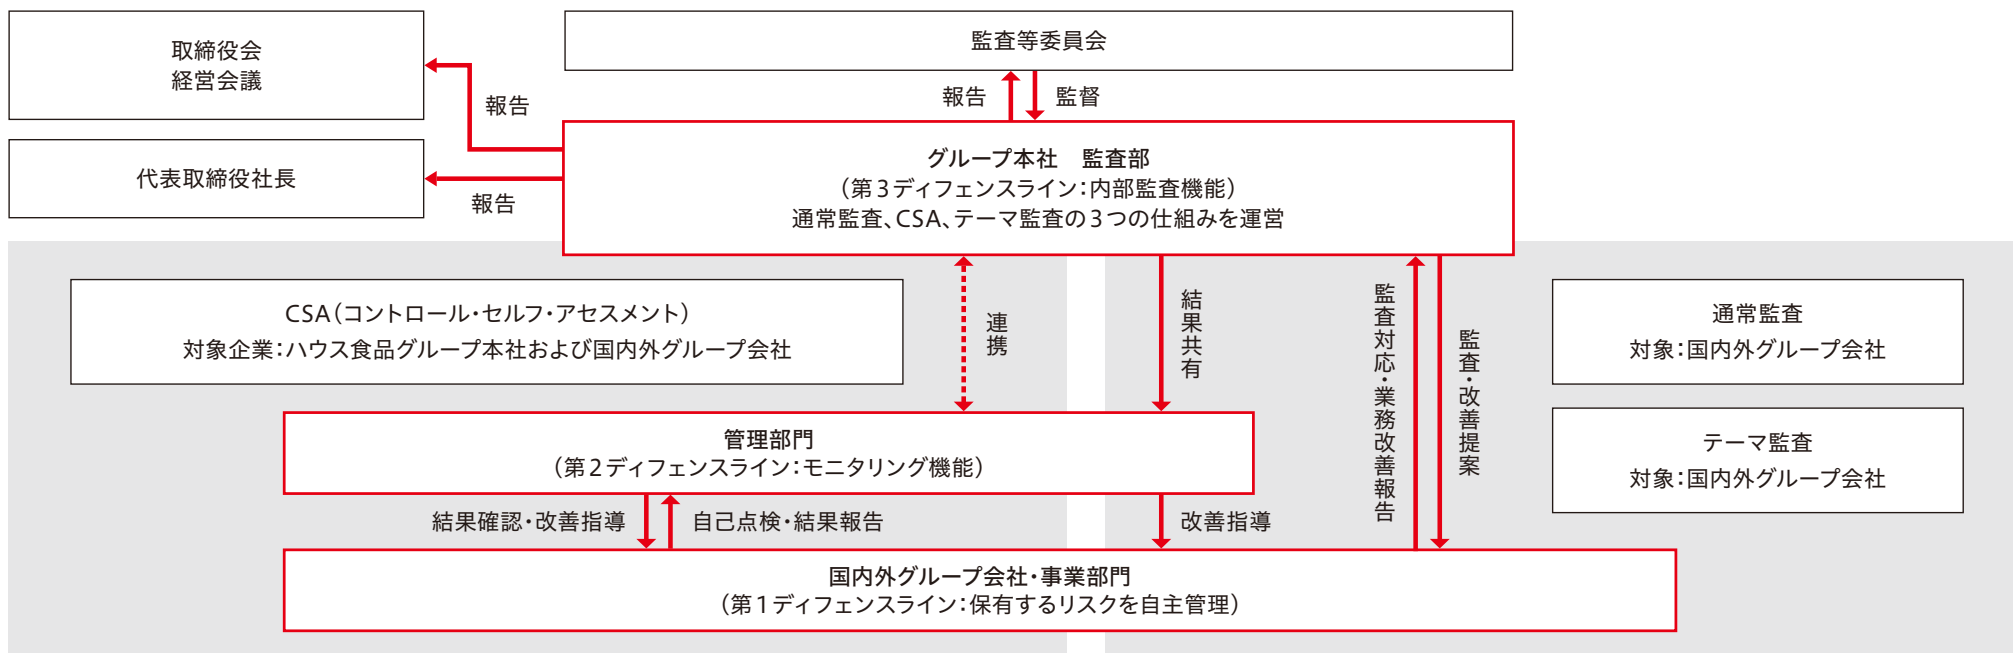 取締役会
経営会議
監査等委員会
報告
報告
監督
代表取締役社長
報告
グループ本社　監査部
（第3ディフェンスライン：内部監査機能）
通常監査、CSA、テーマ監査の3つの仕組みを運営
CSA（コントロール・セルフ・アセスメント）
対象企業：ハウス食品グループ本社および国内外グループ会社
連携
結果共有
監査対応・業務改善報告
監査・改善提案
通常監査
対象：国内外グループ会社
テーマ監査
対象：国内外グループ会社
管理部門
（第2ディフェンスライン：モニタリング機能）
結果確認・改善指導
自己点検・結果報告
改善指導
国内外グループ会社・事業部門
（第1ディフェンスライン：保有するリスクを自主管理）